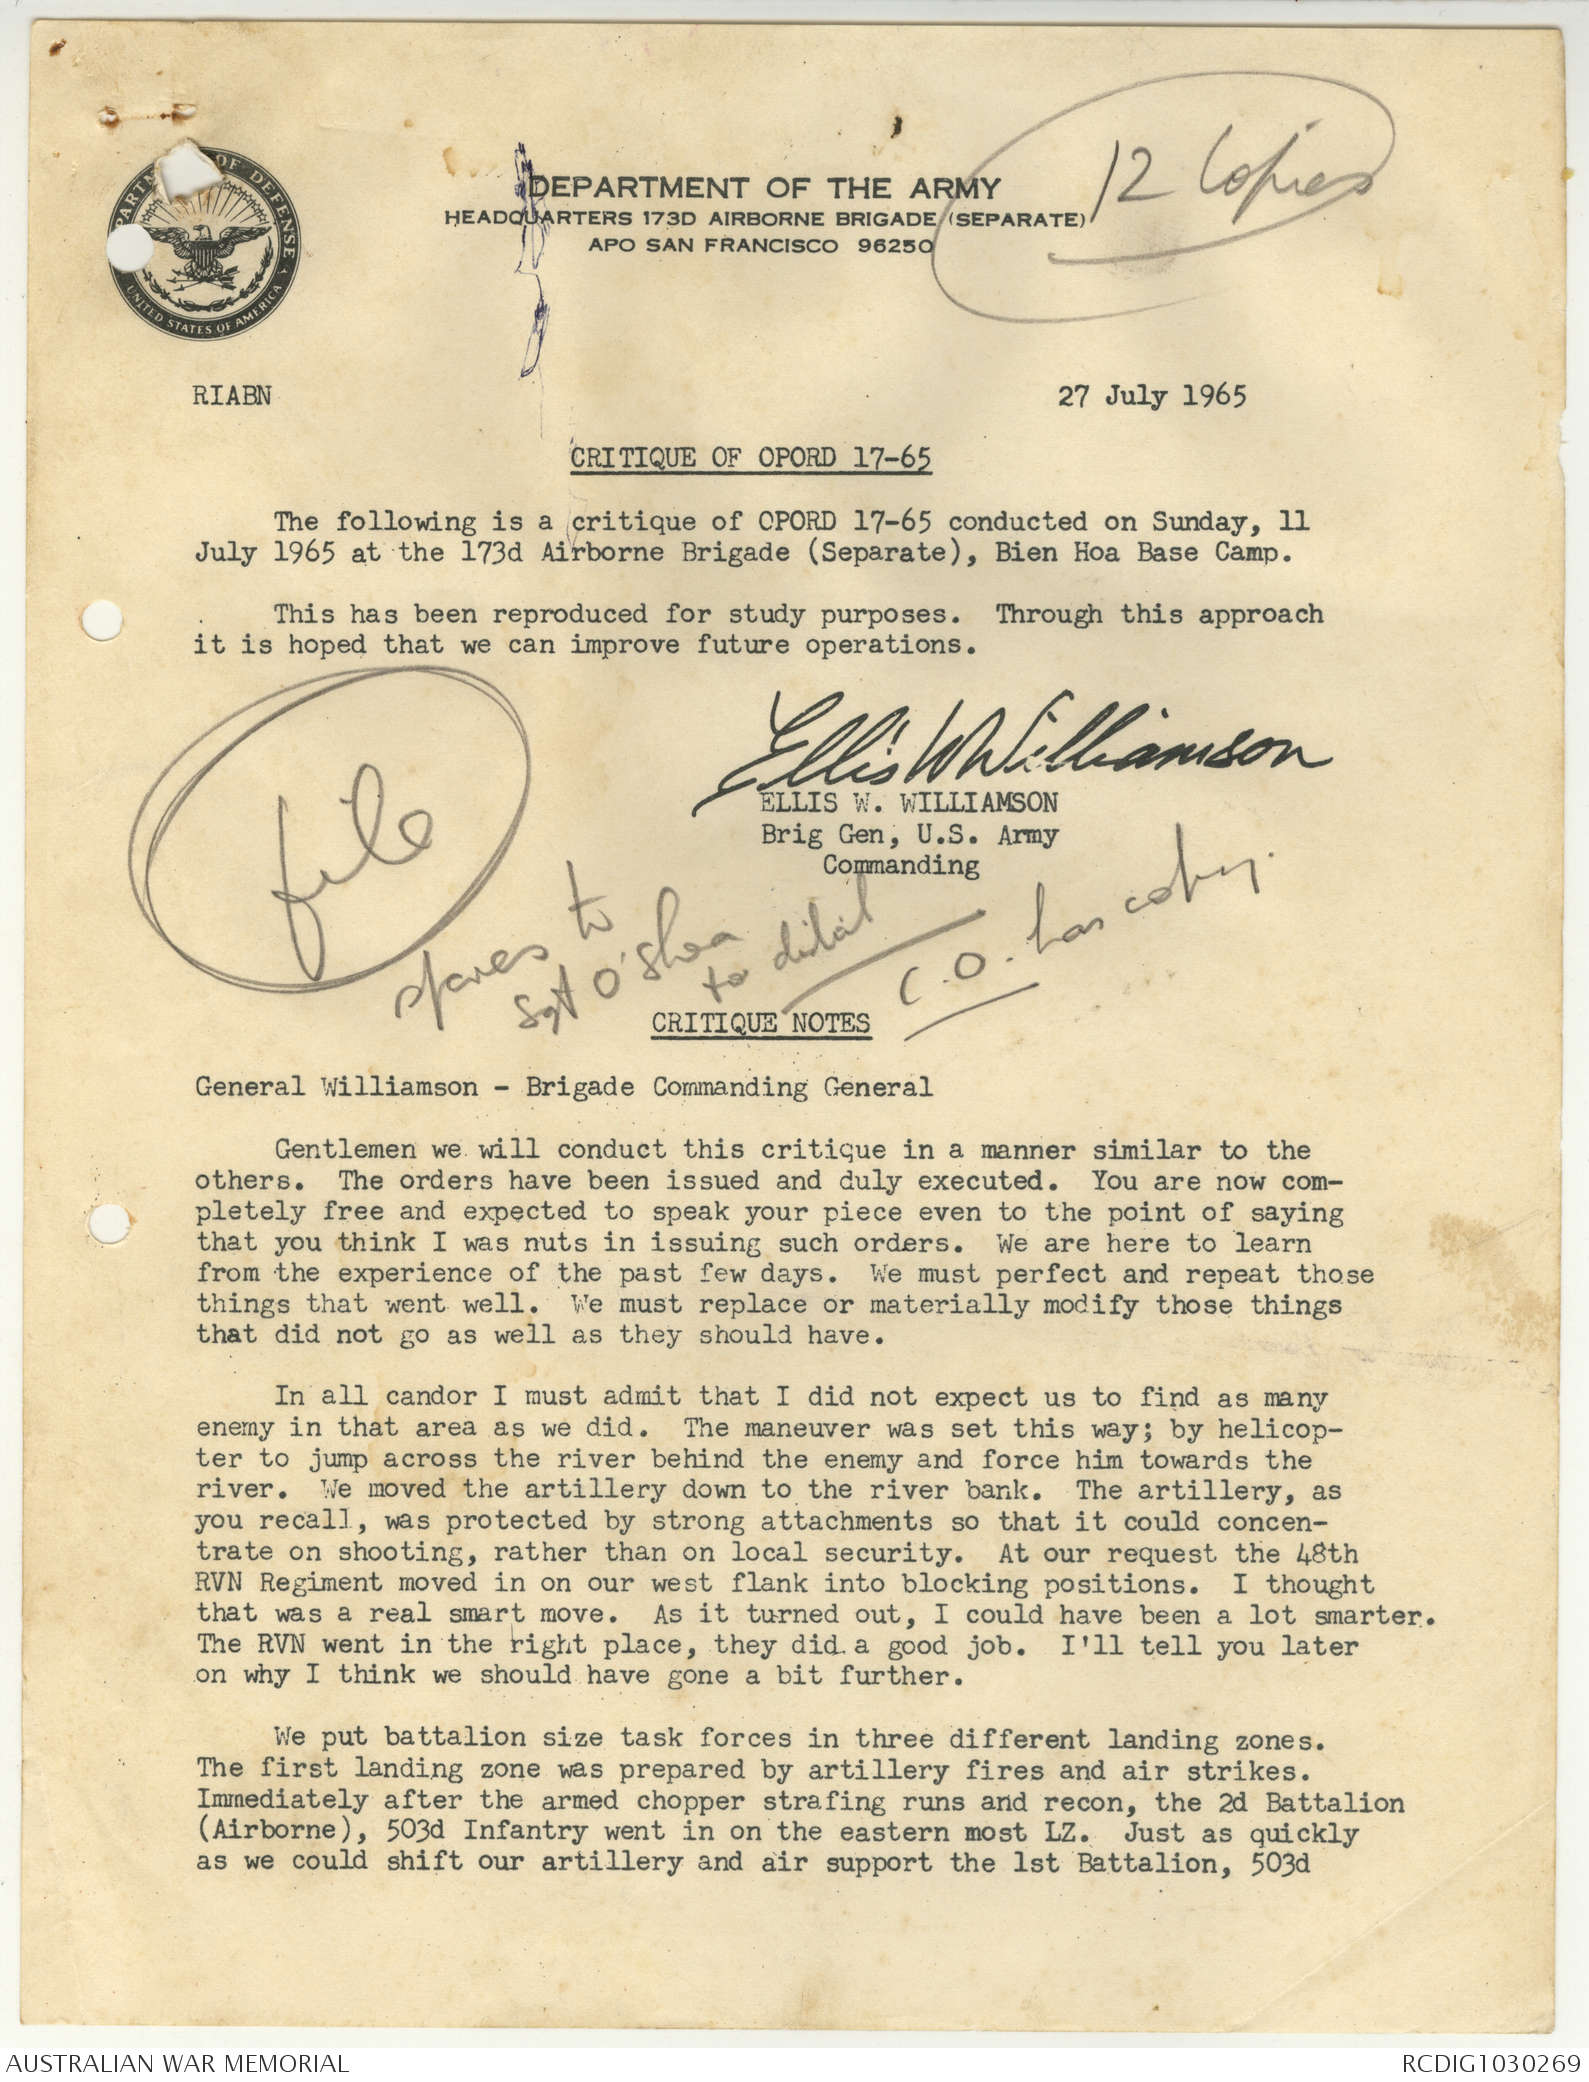 DEPARTMENT OF DEFENSE
UNITED STATES OF AMERICA
12 Copies
DEPARTMENT OF THE ARMY
HEADQUARTERS 173D AIRBORNE BRIGADE (SEPARATE)
APO SAN FRANCISCO 96250
RIABN
27 July 1965
CRITIQUE OF OPORD 17-65
The following is a critique of OPORD 17-65 conducted on Sunday, 11
July 1965 at the 173d Airborne Brigade (Separate), Bien Hoa Base Camp.
This has been reproduced for study purposes. Through this approach
it is hoped that we can improve future operations.
Ellis W Williamson
ELLIS W. WILLIAMSON
Brig Gen, U.S. Army
Commanding
file
spares to
Sgt O'Shea
to
C.O. has copy.
CRITIQUE NOTES
General Williamson - Brigade Commanding General
Gentlemen we will conduct this critique in a manner similar to the
others. The orders have been issued and duly executed. You are now com-
pletely free and expected to speak your piece even to the point of saying
that you think I was nuts in issuing such orders. We are here to learn
from the experience of the past few days. We must perfect and repeat those
things that went well. We must replace or materially modify those things
that did not go as well as they should have.
In all candor I must admit that I did not expect us to find as many
enemy in that area as we did. The maneuver was set this way; by helicop-
ter to jump across the river behind the enemy and force him towards the
river. We moved the artillery down to the river bank. The artillery, as
you recall, was protected by strong attachments so that it could concen-
trate on shooting, rather than on local security. At our request the 48th
RVN Regiment moved in on our west flank into blocking positions. I thought
that was a real smart move. As it turned out, I could have been a lot smarter.
The RVN went in the right place, they did a good job. I'll tell you later
on why I think we should have gone a bit further.
We put battalion size task forces in three different landing zones.
The first landing zone was prepared by artillery fires and air strikes.
Immediately after the armed chopper strafing runs and recon, the 2d Battalion
(Airborne), 503d Infantry went in on the eastern most LZ. Just as quickly
as we could shift our artillery and air support the 1st Battalion, 503d
AUSTRALIAN WAR MEMORIAL
RCDIG1030269